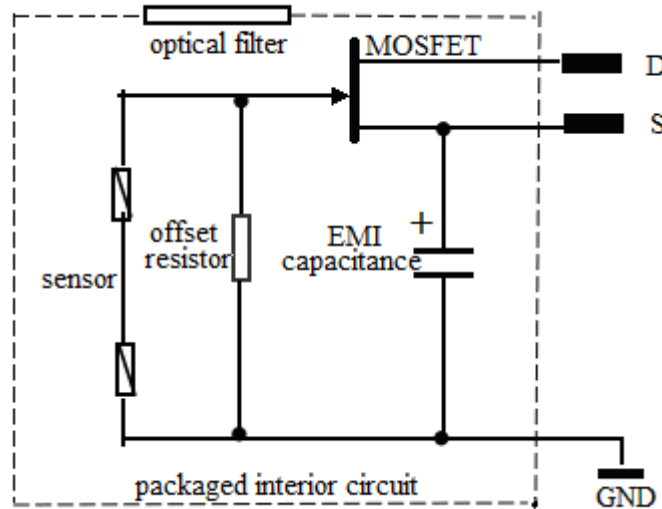 optical filter
MOSFET
D
S
offset
resistor
+
EMI
capacitance
sensor
packaged interior circuit
GND